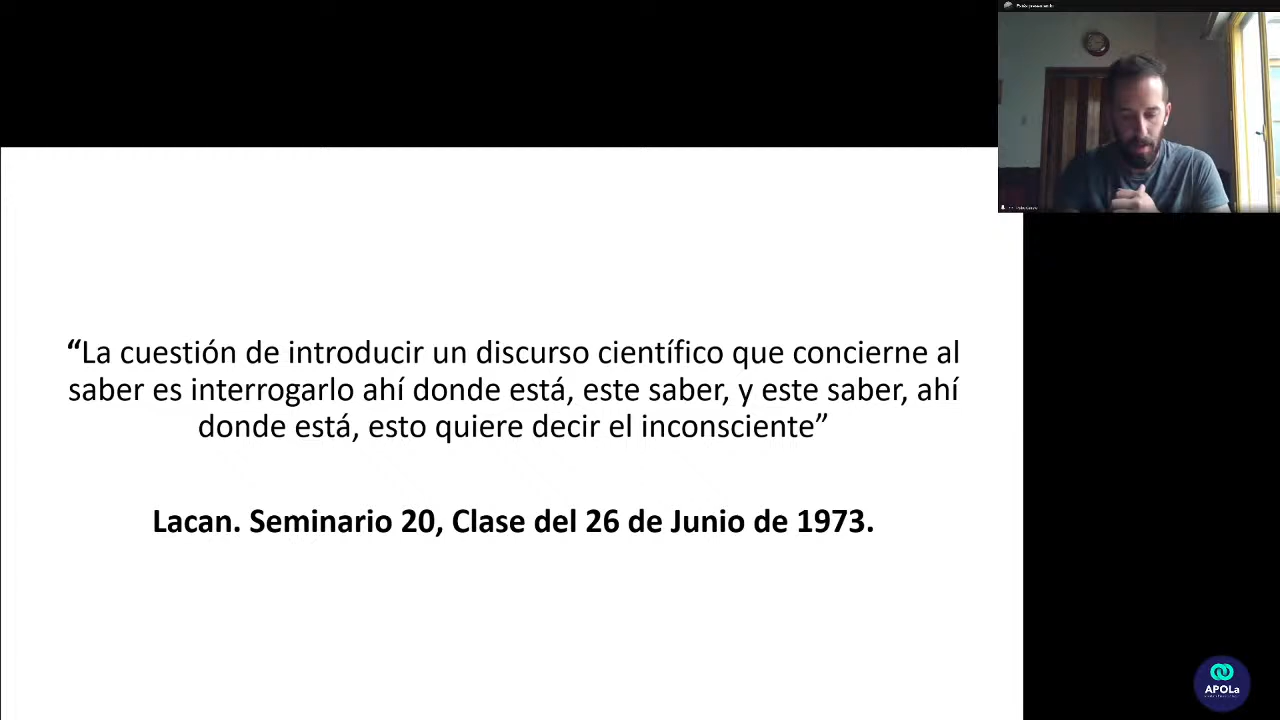 “La cuestión de introducir un discurso científico que concierne al
saber es interrogarlo ahí donde está, este saber, y este saber, ahí
donde está, esto quiere decir el inconsciente”
Lacan. Seminario 20, Clase del 26 de Junio de 1973.
APOLa